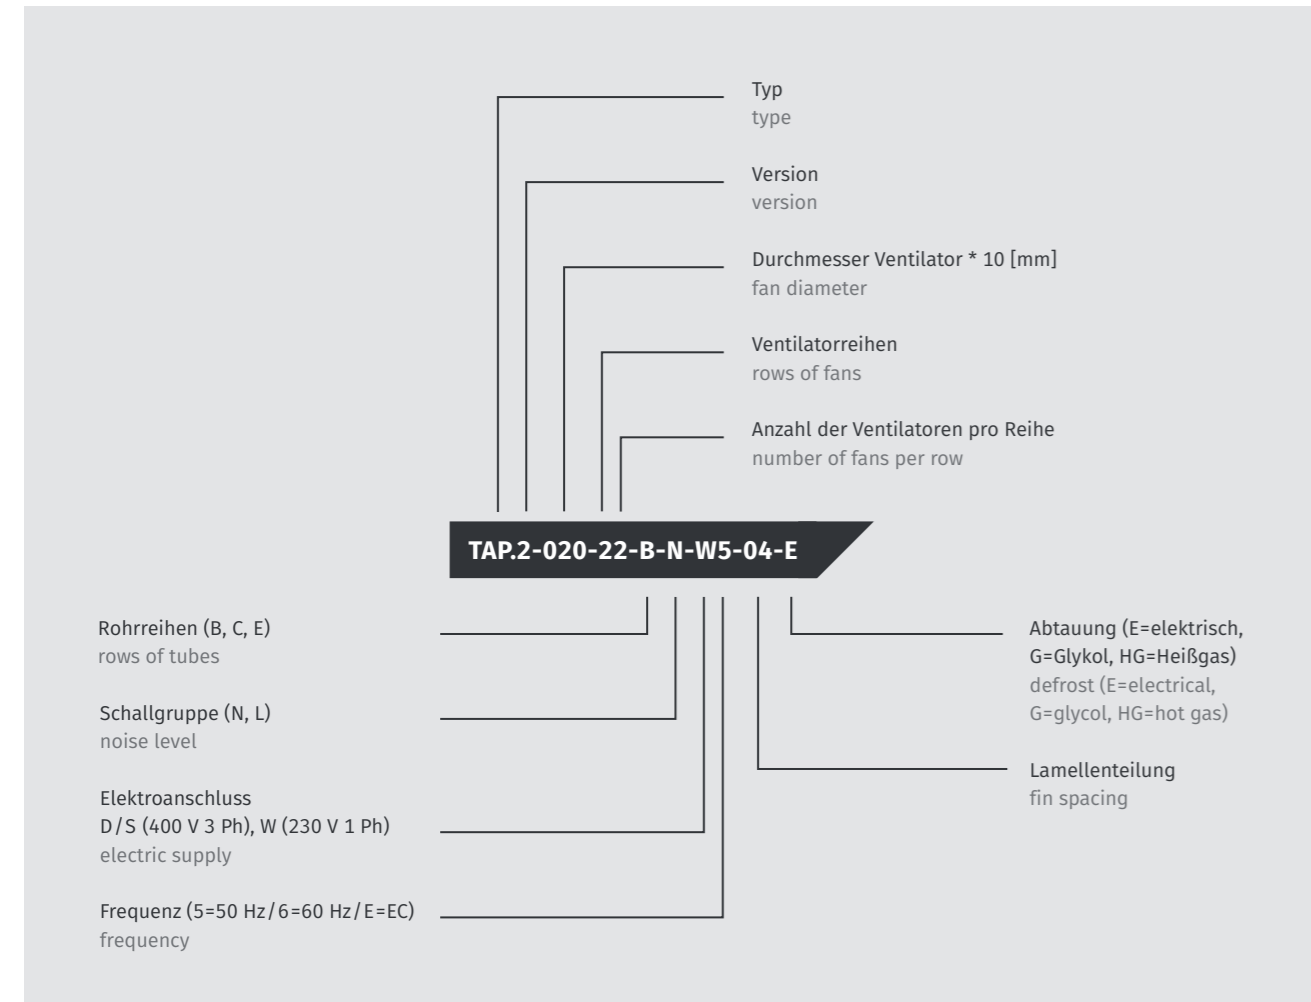 Typ
type
Version
version
Durchmesser Ventilator * 10 [mm]
fan diameter
Ventilatorreihen
rows of fans
Anzahl der Ventilatoren pro Reihe
number of fans per row
TAP.2-020-22-B-N-W5-04-E
Rohrreihen (B, C, E)
rows of tubes
Schallgruppe (N, L)
noise level
Elektroanschluss
D/S (400 V 3 Ph), W (230 V 1 Ph)
electric supply
Frequenz (5=50 Hz/6=60 Hz/E=EC)
frequency
Abtauung (E=elektrisch,
G=Glykol, HG=Heißgas)
defrost (E=electrical,
G=glycol, HG=hot gas)
Lamellenteilung
fin spacing